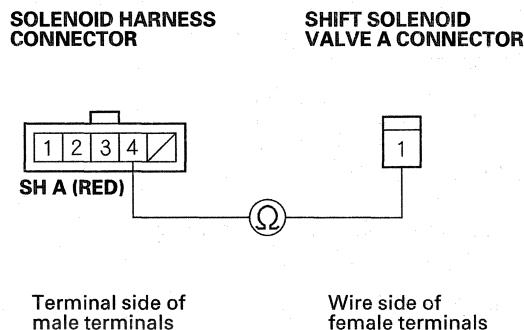 SOLENOID HARNESS
CONNECTOR
SHIFT SOLENOID
VALVE A CONNECTOR
1 2 3 4
1
SH A (RED)
Ω
Terminal side of
male terminals
Wire side of
female terminals